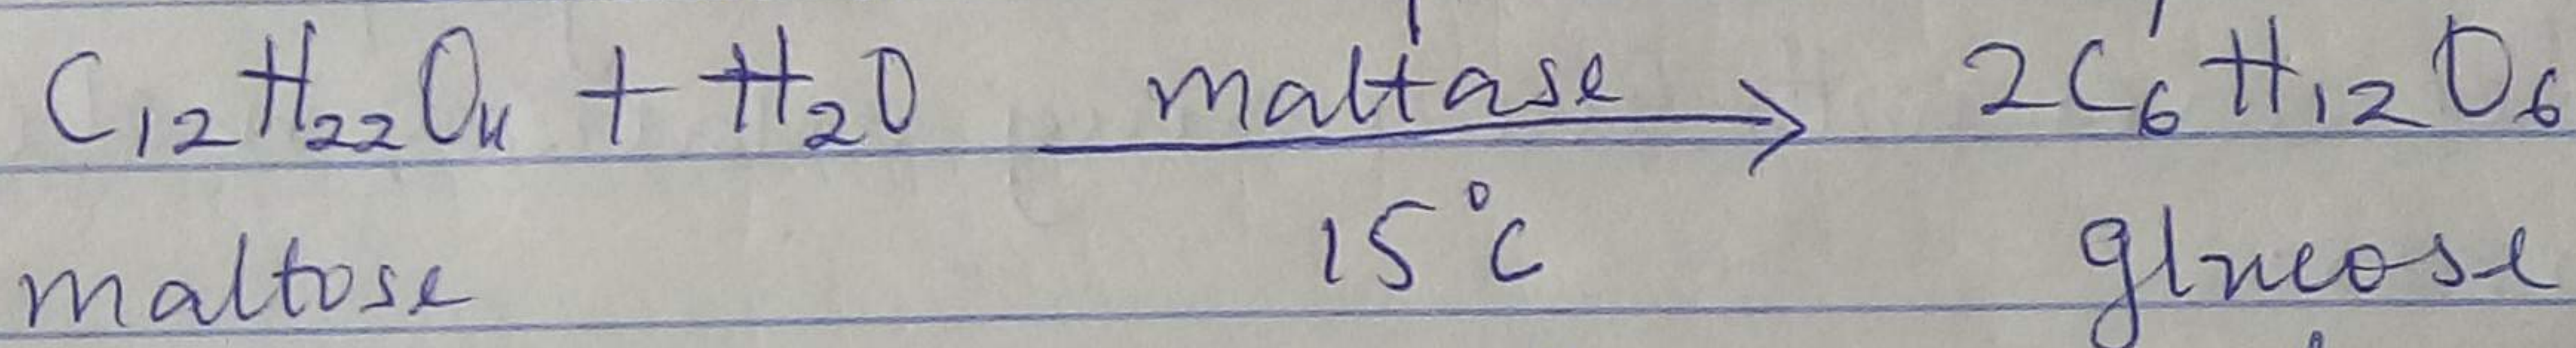 C₁₂H₂₂O₁₁ + H₂O maltase → 2C₆H₁₂O₆
maltose 15°C glucose